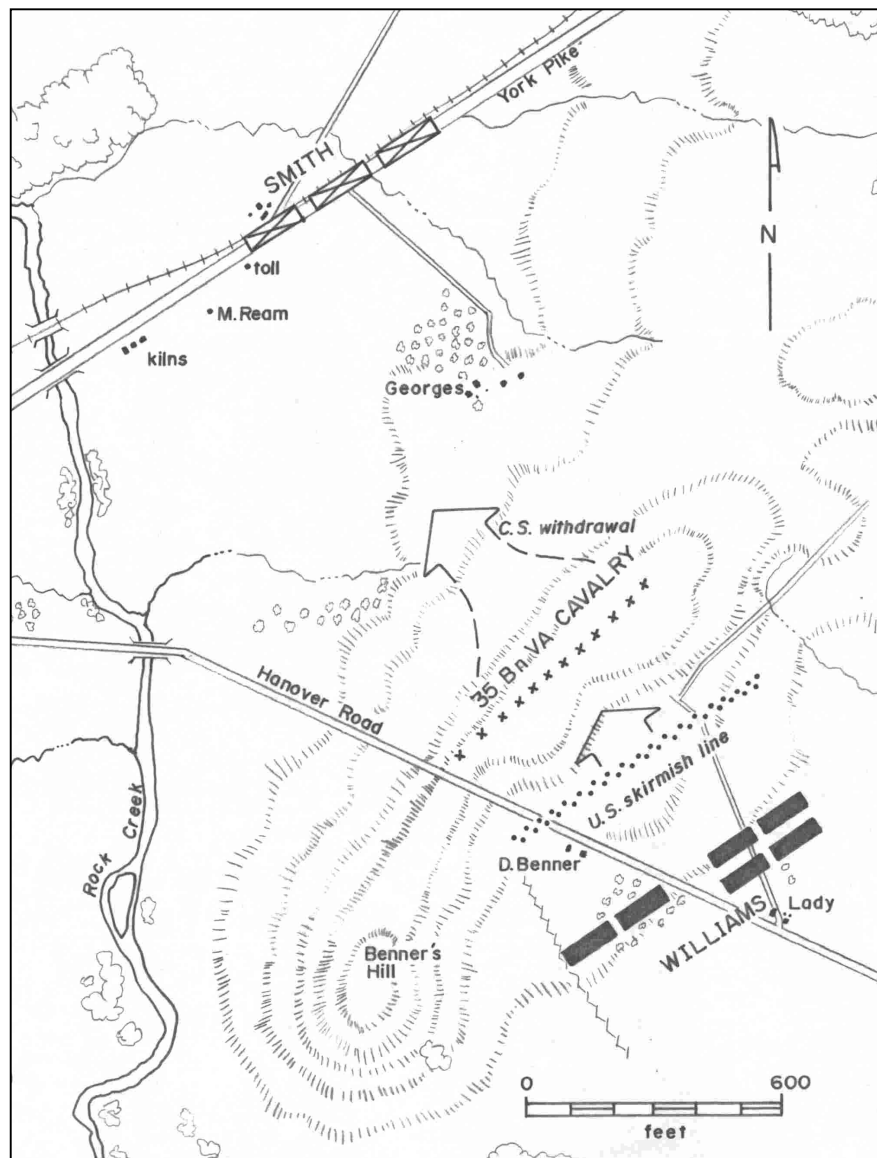 York Pike
SMITH
N
toll
M. Ream
kilns
Georges
C.S. withdrawal
35 Bn VA CAVALRY
Hanover Road
U.S. skirmish line
Rock Creek
D. Benner
Lady
WILLIAMS
Benner's
Hill
0
600
feet